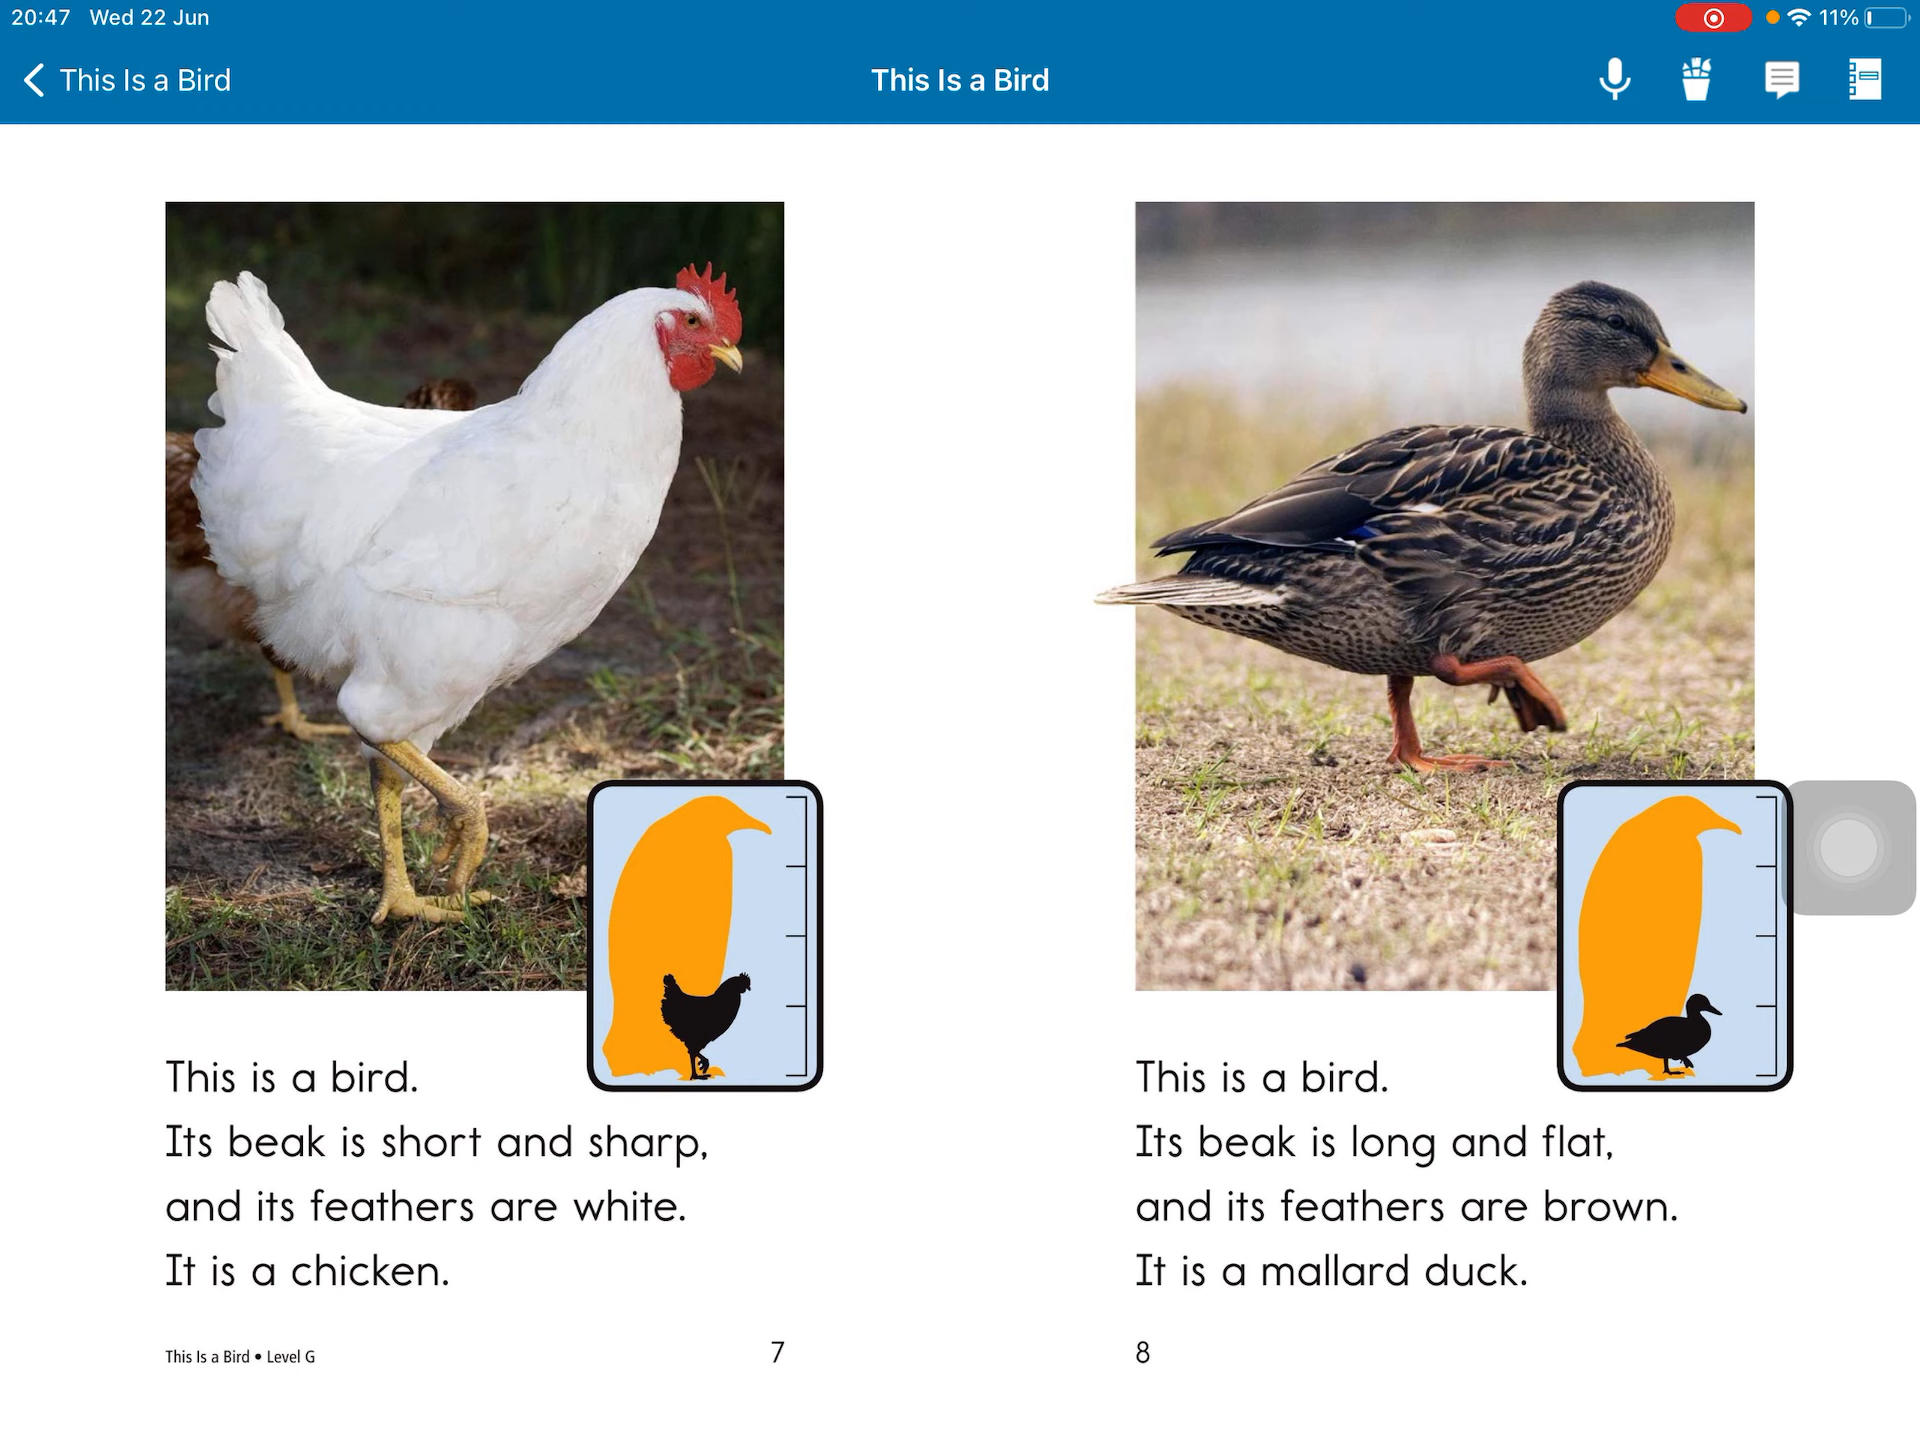 20:47 Wed 22 Jun
11%
This Is a Bird
This Is a Bird
This is a bird.
Its beak is short and sharp,
and its feathers are white.
It is a chicken.
This Is a Bird • Level G
7
This is a bird.
Its beak is long and flat,
and its feathers are brown.
It is a mallard duck.
8